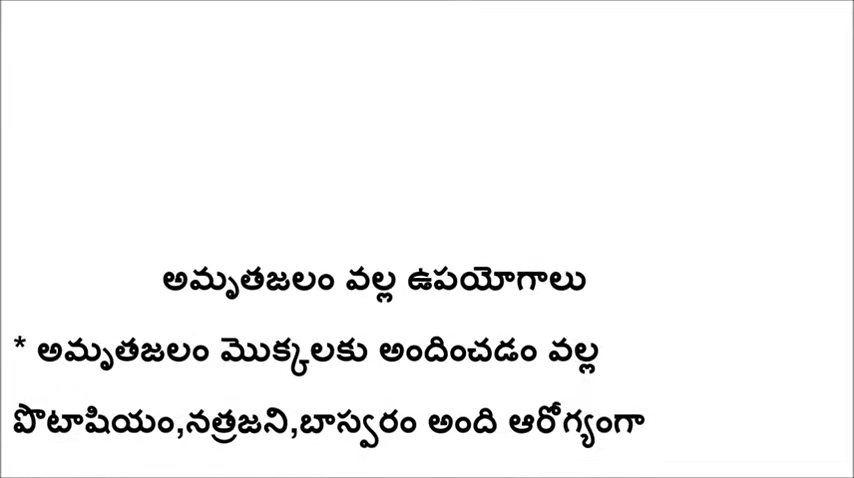 అమృతజలం వల్ల ఉపయోగాలు
* అమృతజలం మొక్కలకు అందించడం వల్ల
పొటాషియం,నత్రజని,బాస్వరం అంది ఆరోగ్యంగా